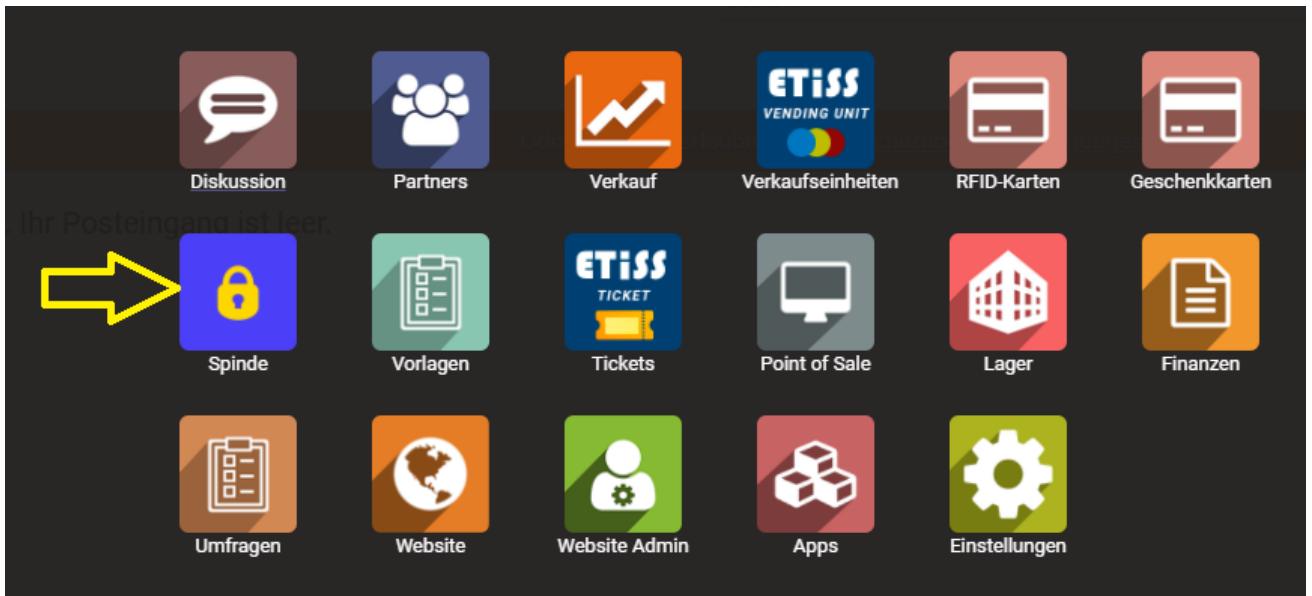 ETiSS
VENDING UNIT
Diskussion
Partners
Verkauf
Verkaufseinheiten
RFID-Karten
Geschenkkarten
Ihr Posteingang ist leer.
ETiSS
TICKET
Spinde
Vorlagen
Tickets
Point of Sale
Lager
Finanzen
Umfragen
Website
Website Admin
Apps
Einstellungen